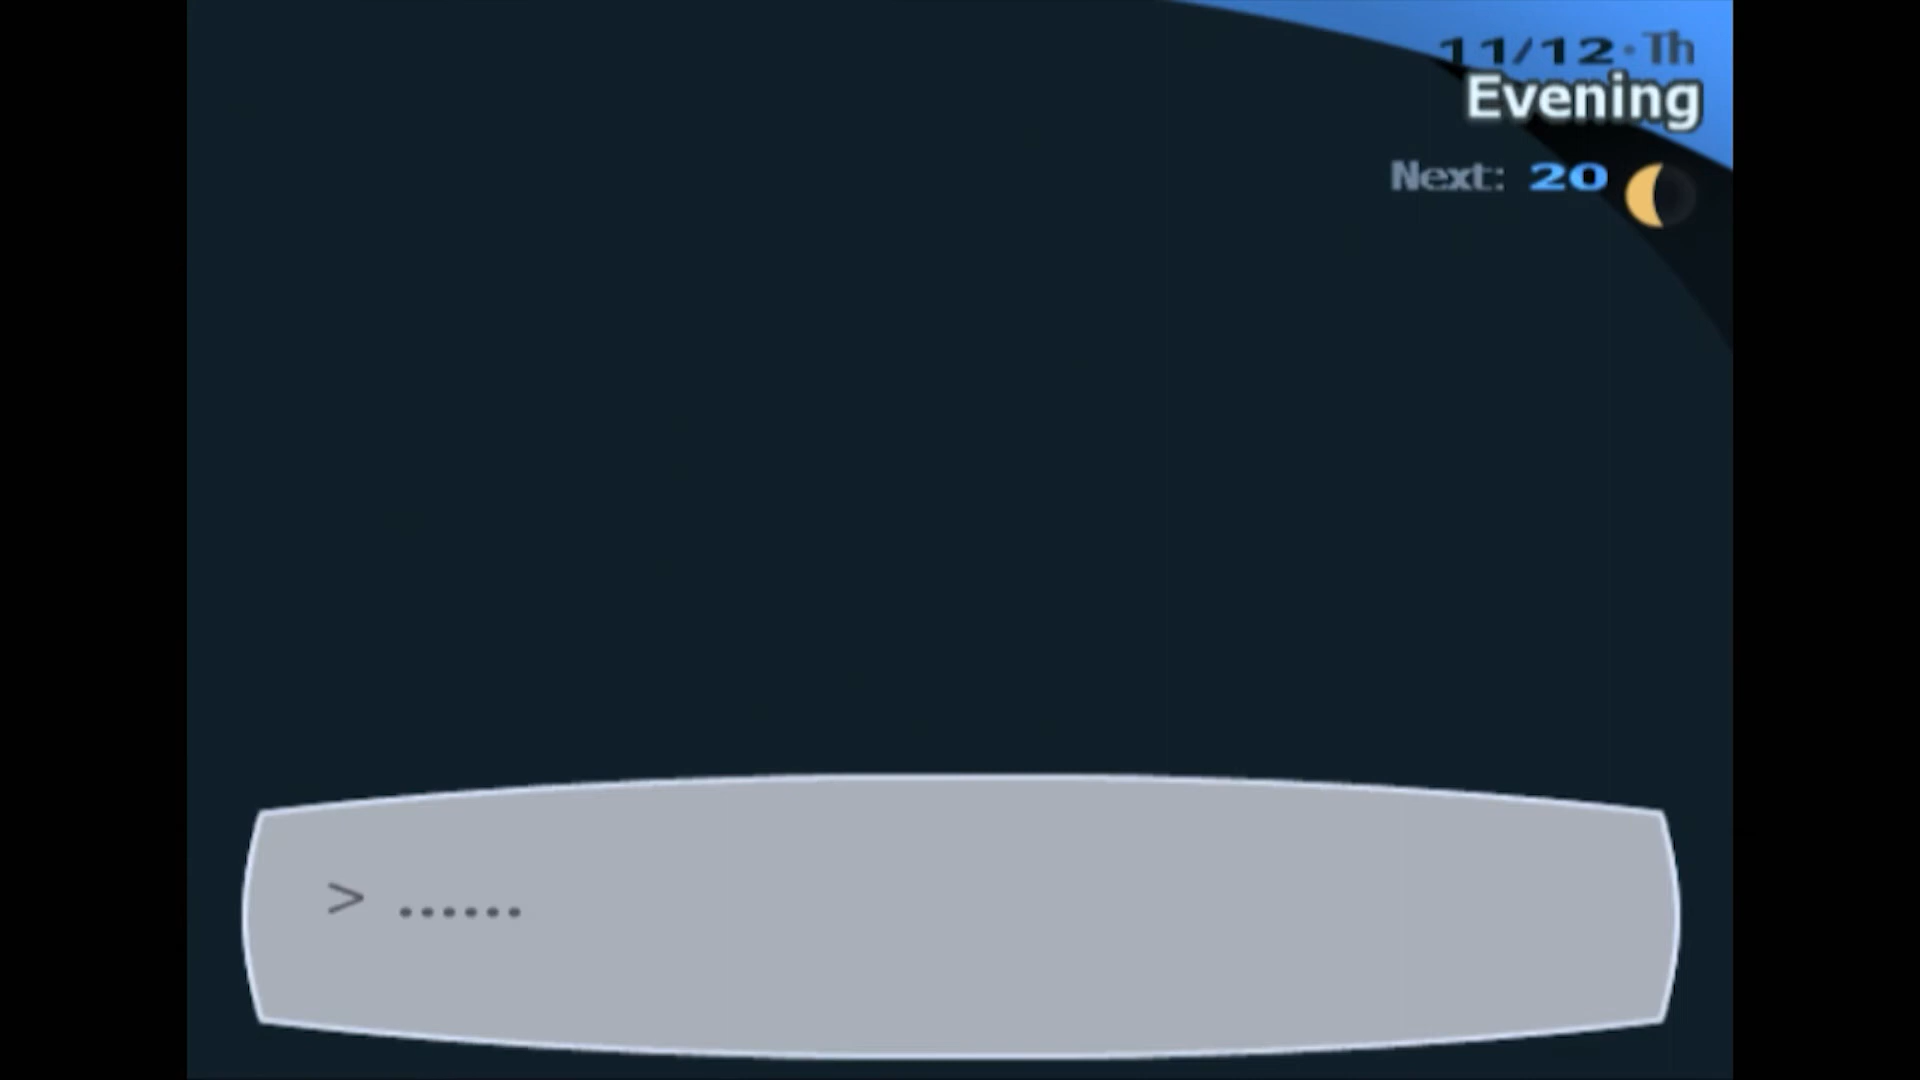 11/12・Th
Evening
Next: 20
> ......